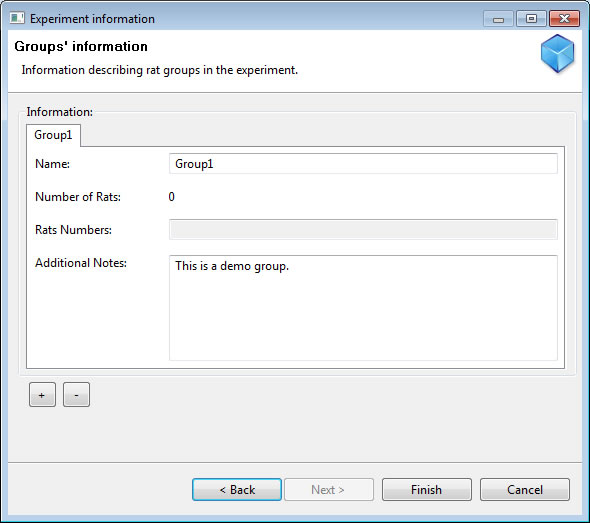 Experiment information
Groups' information
Information describing rat groups in the experiment.
Information:
Group1
Name: Group1
Number of Rats: 0
Rats Numbers:
Additional Notes: This is a demo group.
+ -
< Back Next > Finish Cancel